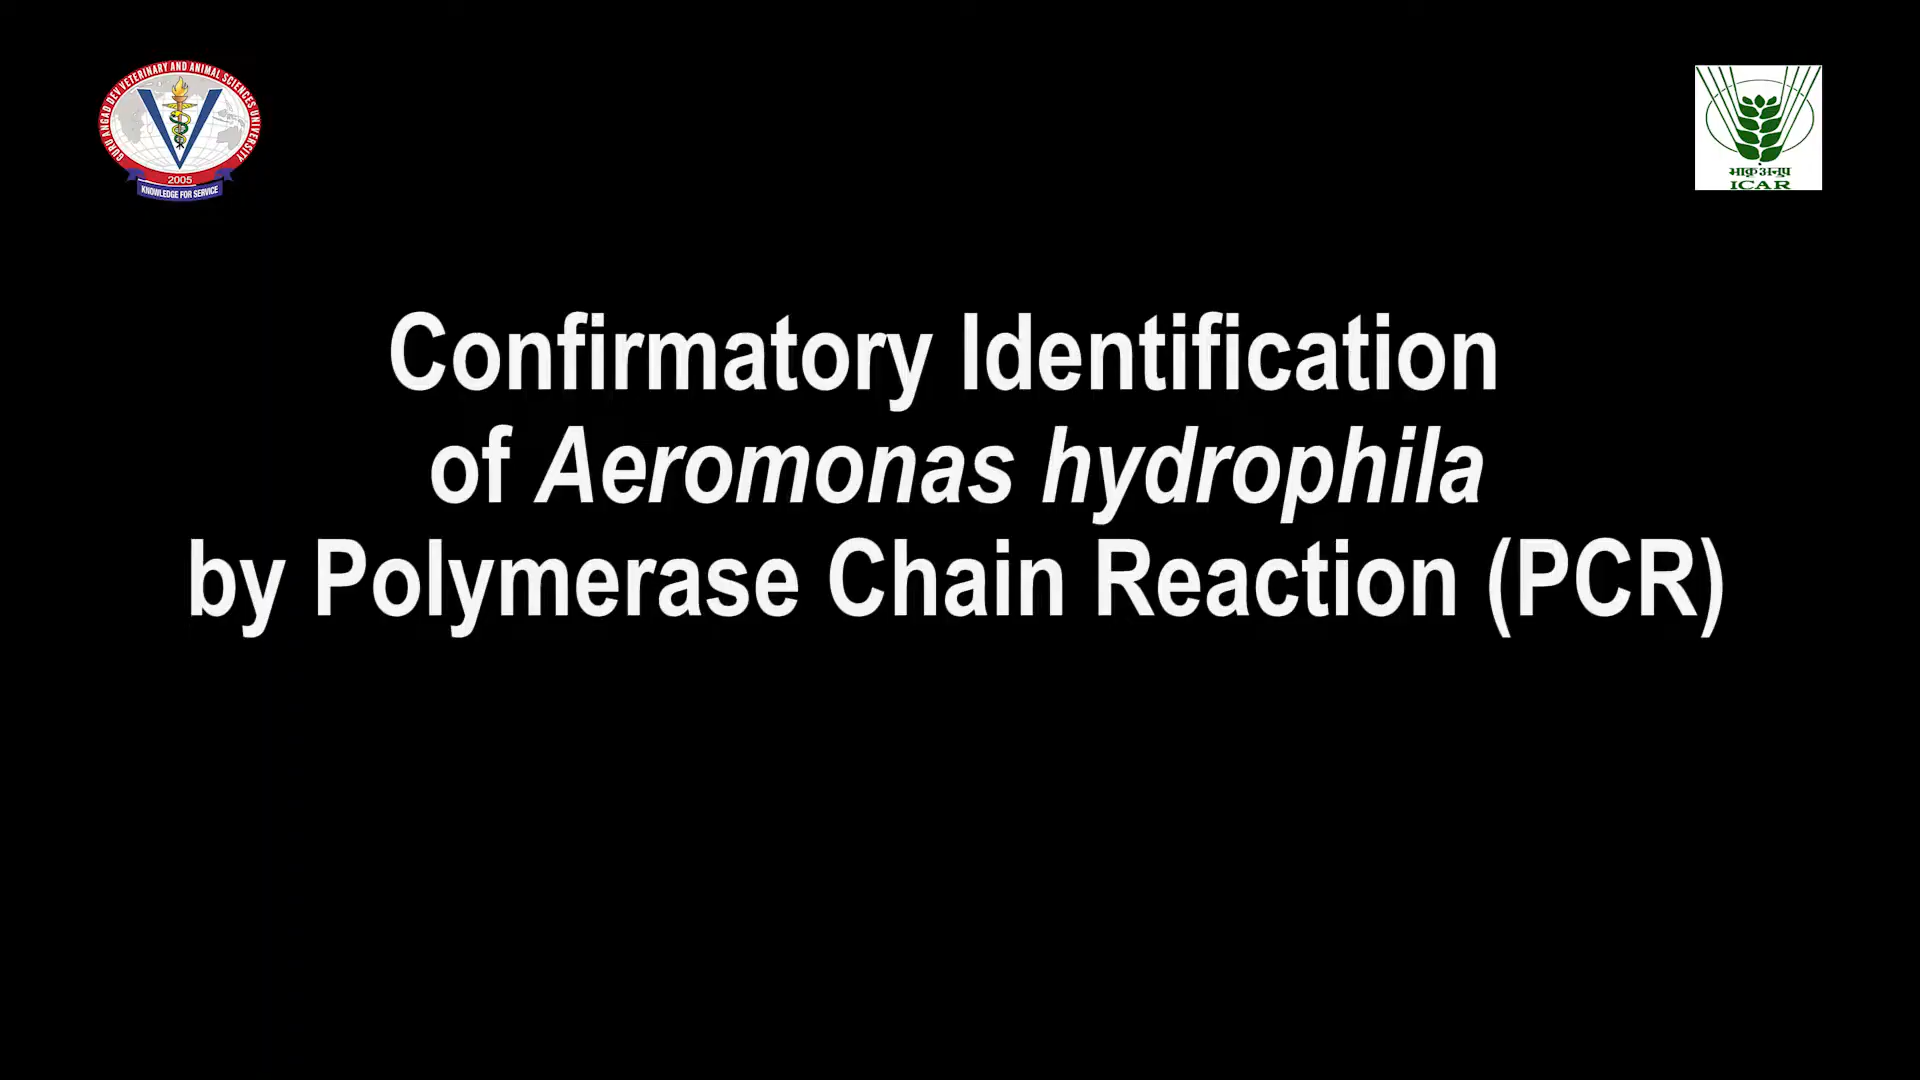 GURU ANGAD DEV VETERINARY AND ANIMAL SCIENCES UNIVERSITY
2005
KNOWLEDGE FOR SERVICE
भाकृअनुप
ICAR
Confirmatory Identification
of Aeromonas hydrophila
by Polymerase Chain Reaction (PCR)